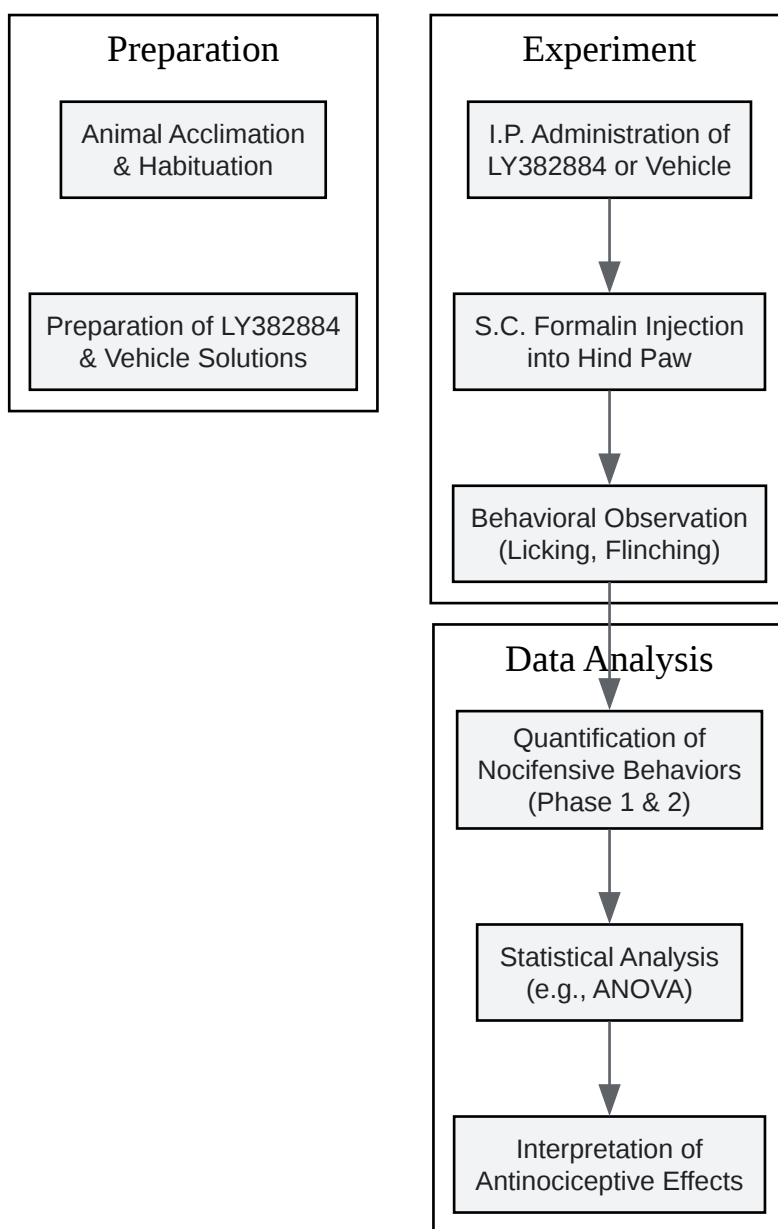 Preparation
Animal Acclimation
& Habituation
Preparation of LY382884
& Vehicle Solutions
Experiment
I.P. Administration of
LY382884 or Vehicle
S.C. Formalin Injection
into Hind Paw
Behavioral Observation
(Licking, Flinching)
Data Analysis
Quantification of
Nocifensive Behaviors
(Phase 1 & 2)
Statistical Analysis
(e.g., ANOVA)
Interpretation of
Antinociceptive Effects